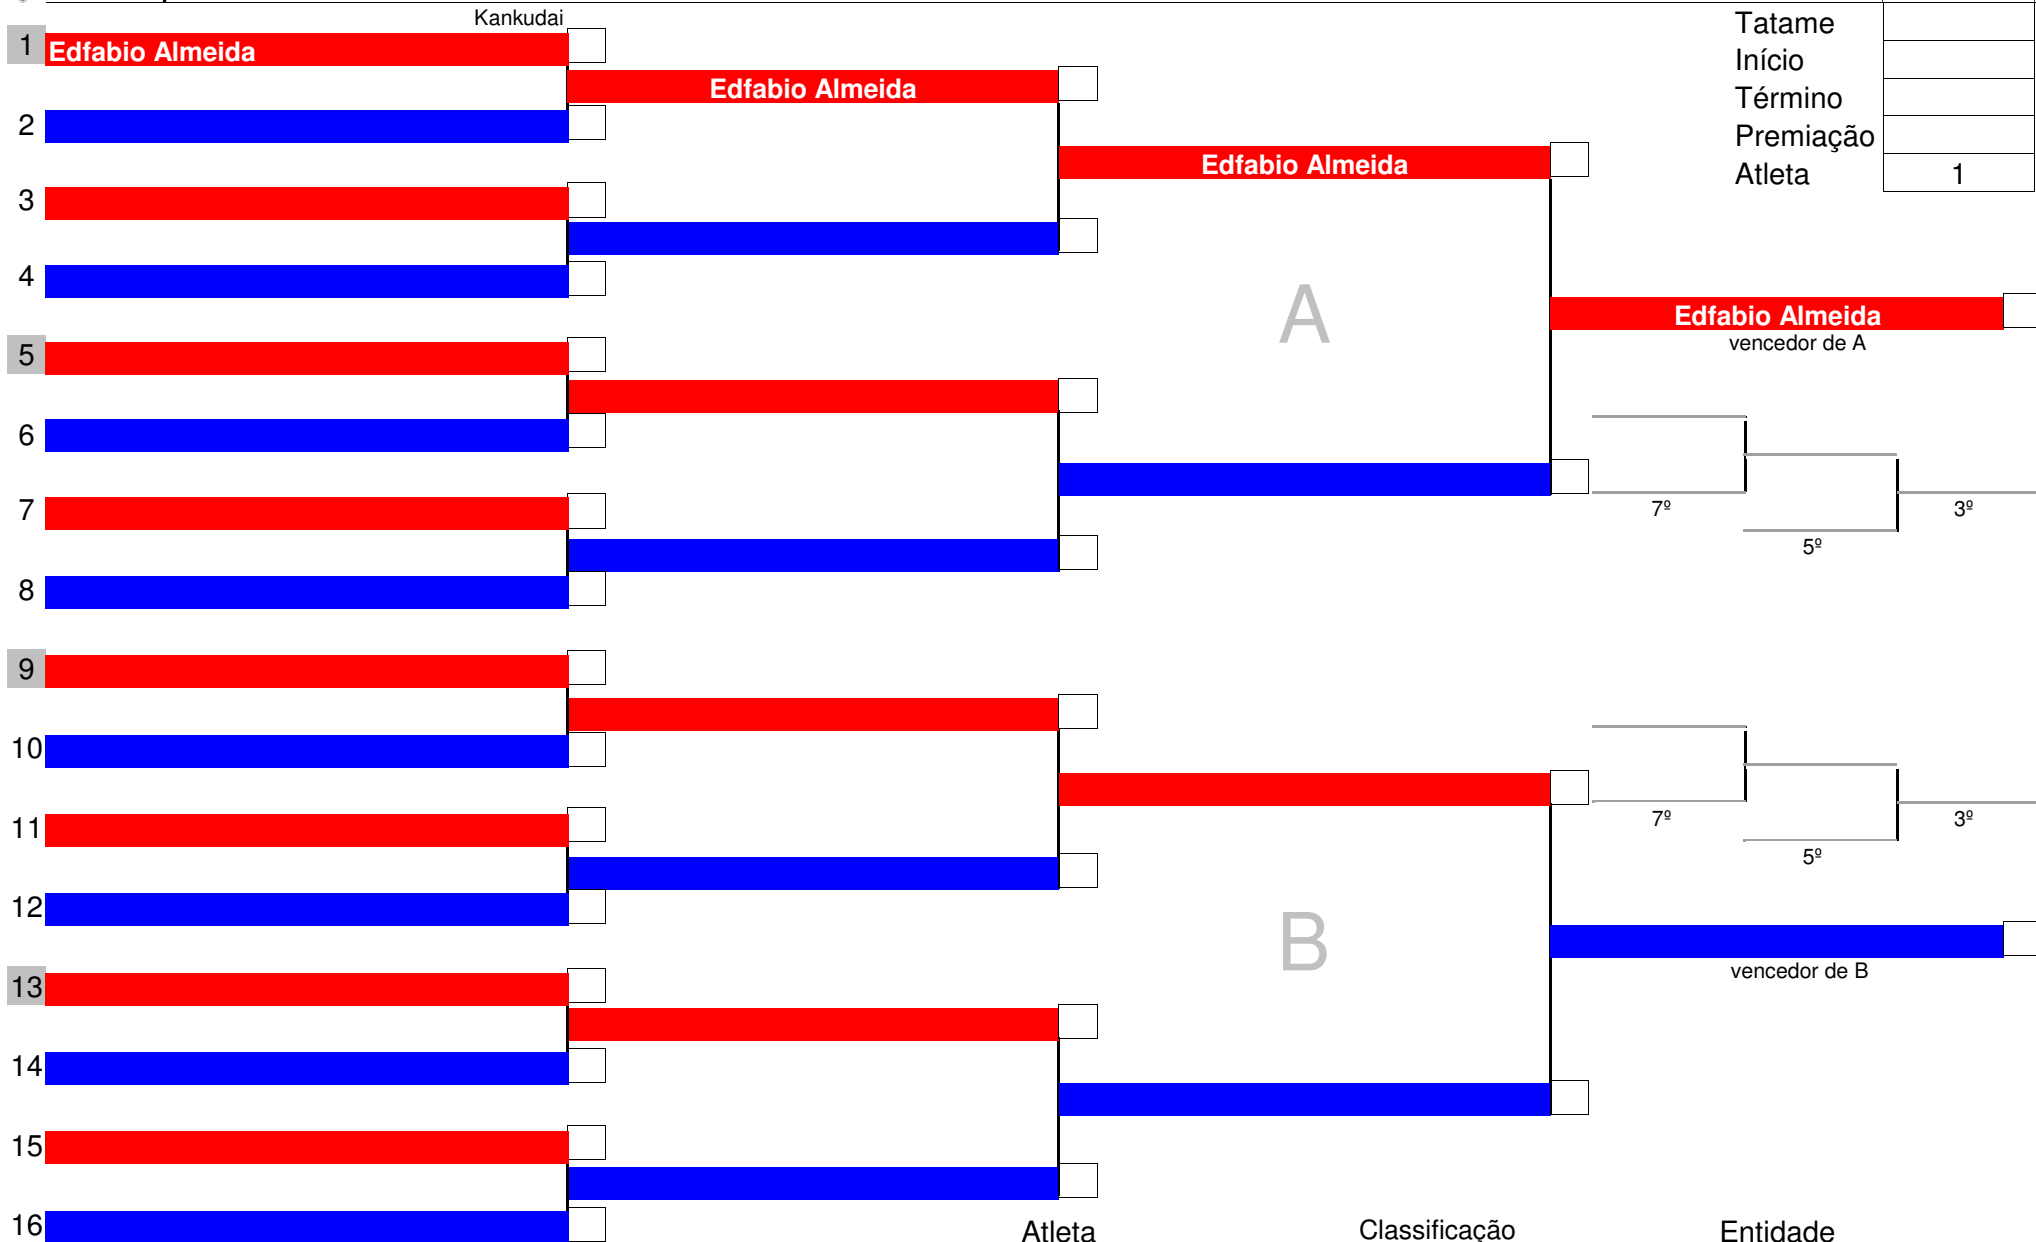 Kankudai
Tatame
1 Edfabio Almeida
Início
Edfabio Almeida
Término
2
Premiação
Edfabio Almeida
Atleta 1
3
4
A
Edfabio Almeida
vencedor de A
5
6
7
7º
3º
5º
8
9
10
11
7º
3º
5º
12
B
vencedor de B
13
14
15
16
Atleta Classificação Entidade